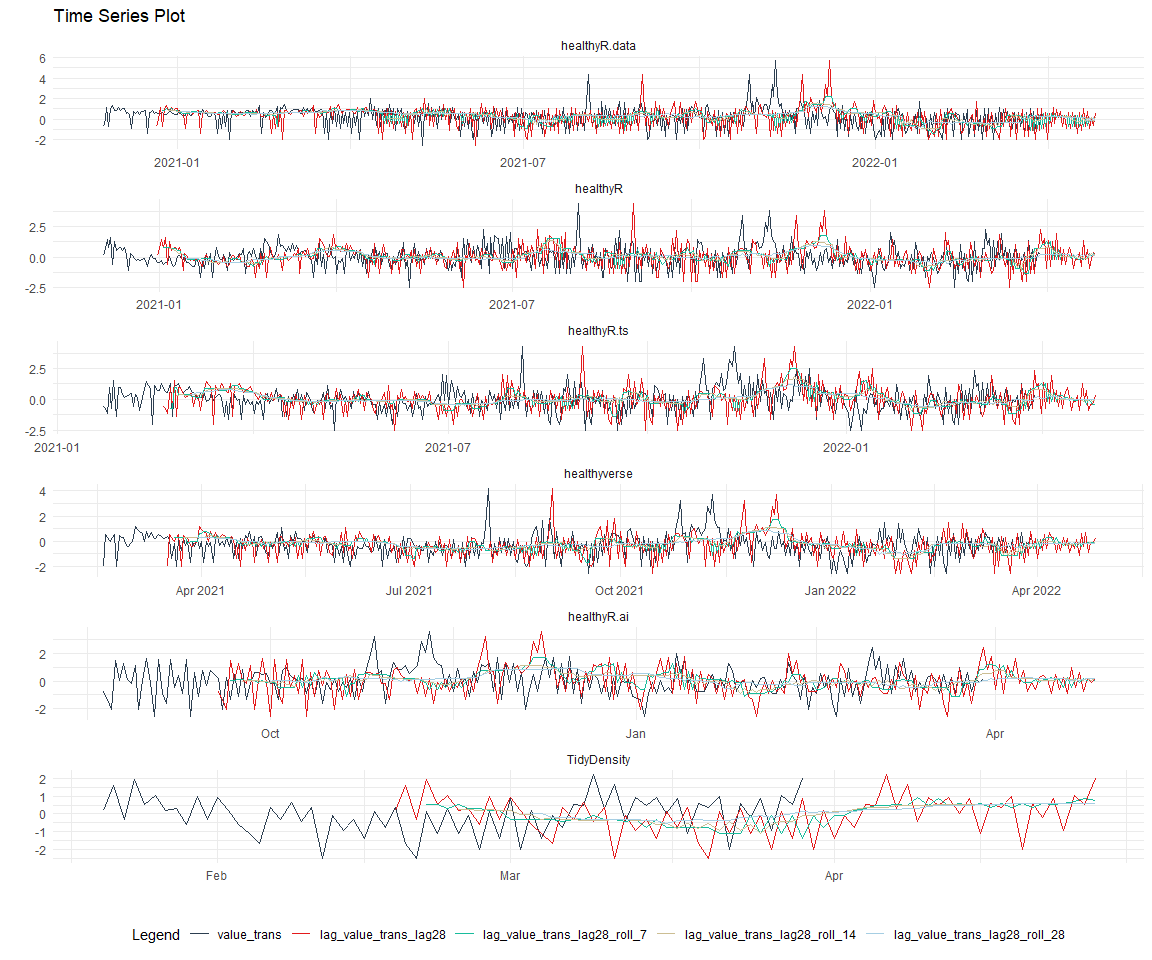 Time Series Plot
healthyR.data
6
4
2
0
-2
2021-01 2021-07 2022-01
healthyR
2.5
0.0
-2.5
2021-01 2021-07 2022-01
healthyR.ts
2.5
0.0
-2.5
2021-01 2021-07 2022-01
healthyverse
4
2
0
-2
Apr 2021 Jul 2021 Oct 2021 Jan 2022 Apr 2022
healthyR.ai
2
0
-2
Oct Jan Apr
TidyDensity
2
1
0
-1
-2
Feb Mar Apr
Legend value_trans lag_value_trans_lag28 lag_value_trans_lag28_roll_7 lag_value_trans_lag28_roll_14 lag_value_trans_lag28_roll_28